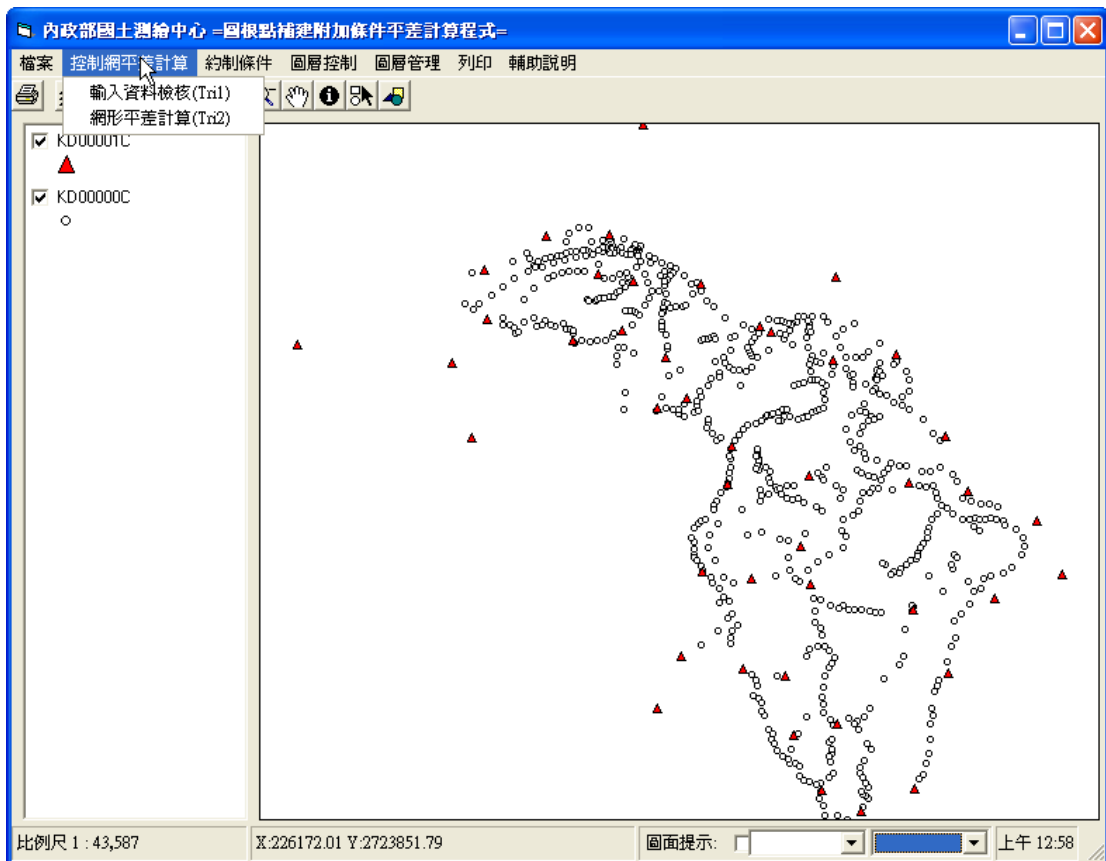 內政部國土測繪中心 =圖根點補建附加條件平差計算程式=
檔案 控制網平差計算 約制條件 圖層控制 圖層管理 列印 輔助說明
輸入資料檢核(Tri1)
網形平差計算(Tri2)
KD00001C
KD00000C
比例尺 1 : 43,587 X:226172.01 Y:2723851.79 圖面提示: 上午 12:58